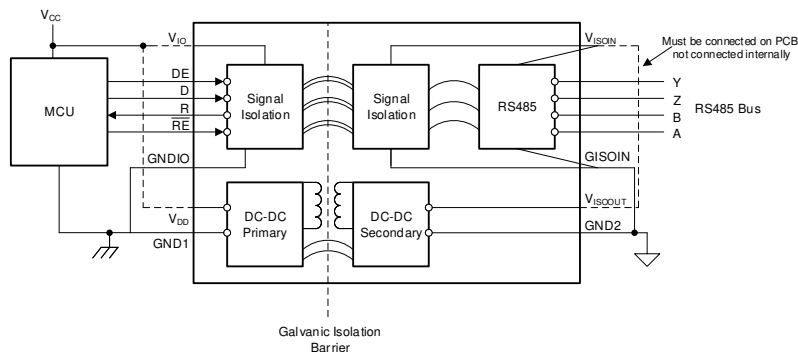 VCC
VIO
VISOIN
Must be connected on PCB
not connected internally
MCU
DE
D
R
RE
Signal
Isolation
Signal
Isolation
RS485
Y
Z
B
A
RS485 Bus
GNDIO
GISOIN
VDD
GND1
DC-DC
Primary
DC-DC
Secondary
VISOOUT
GND2
Galvanic Isolation
Barrier